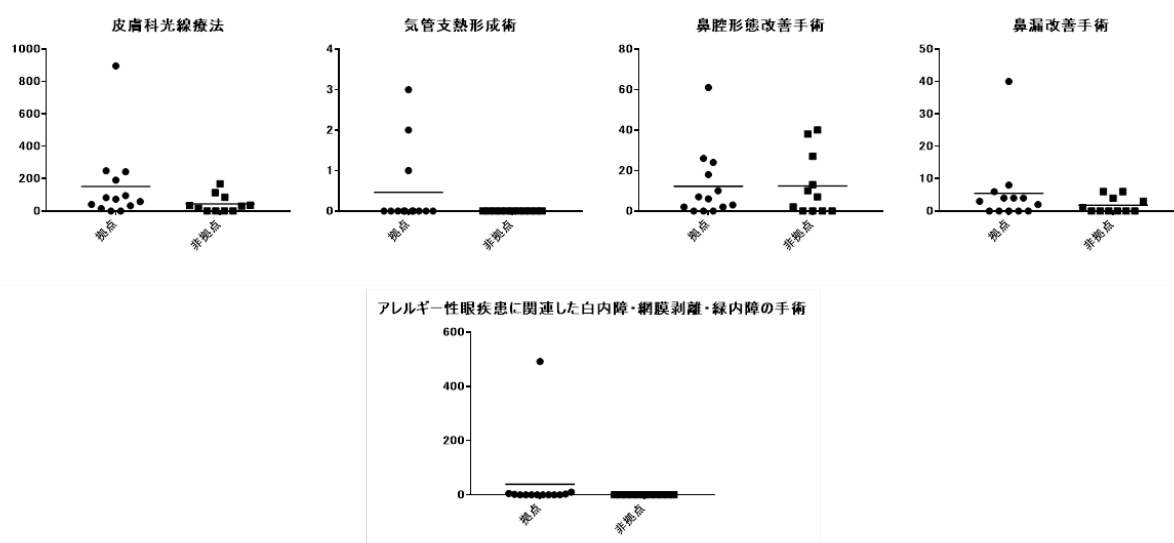 皮膚科光線療法
1000
800
600
400
200
0
拠点
非拠点
気管支熱形成術
4
3
2
1
0
拠点
非拠点
鼻腔形態改善手術
80
60
40
20
0
拠点
非拠点
鼻漏改善手術
50
40
30
20
10
0
拠点
非拠点
アレルギー性眼疾患に関連した白内障・網膜剥離・緑内障の手術
600
400
200
0
拠点
非拠点